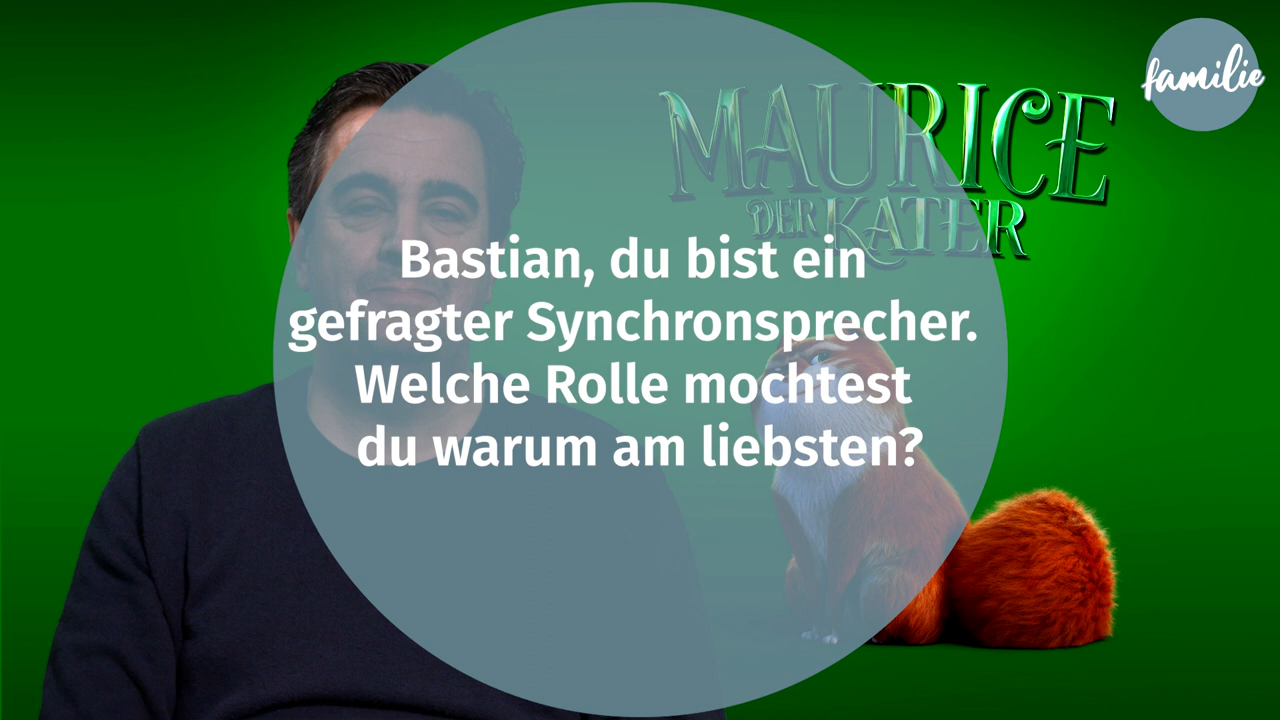 familie
MAURICE
DER KATER
Bastian, du bist ein
gefragter Synchronsprecher.
Welche Rolle mochtest
du warum am liebsten?